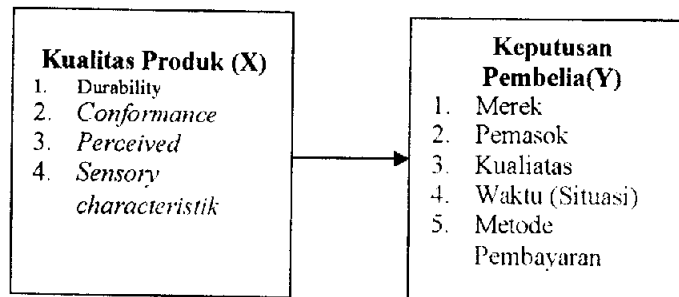 Kualitas Produk (X)
1. Durability
2. Conformance
3. Perceived
4. Sensory
characteristik
Keputusan
Pembelia(Y)
1. Merek
2. Pemasok
3. Kualiatas
4. Waktu (Situasi)
5. Metode
Pembayaran